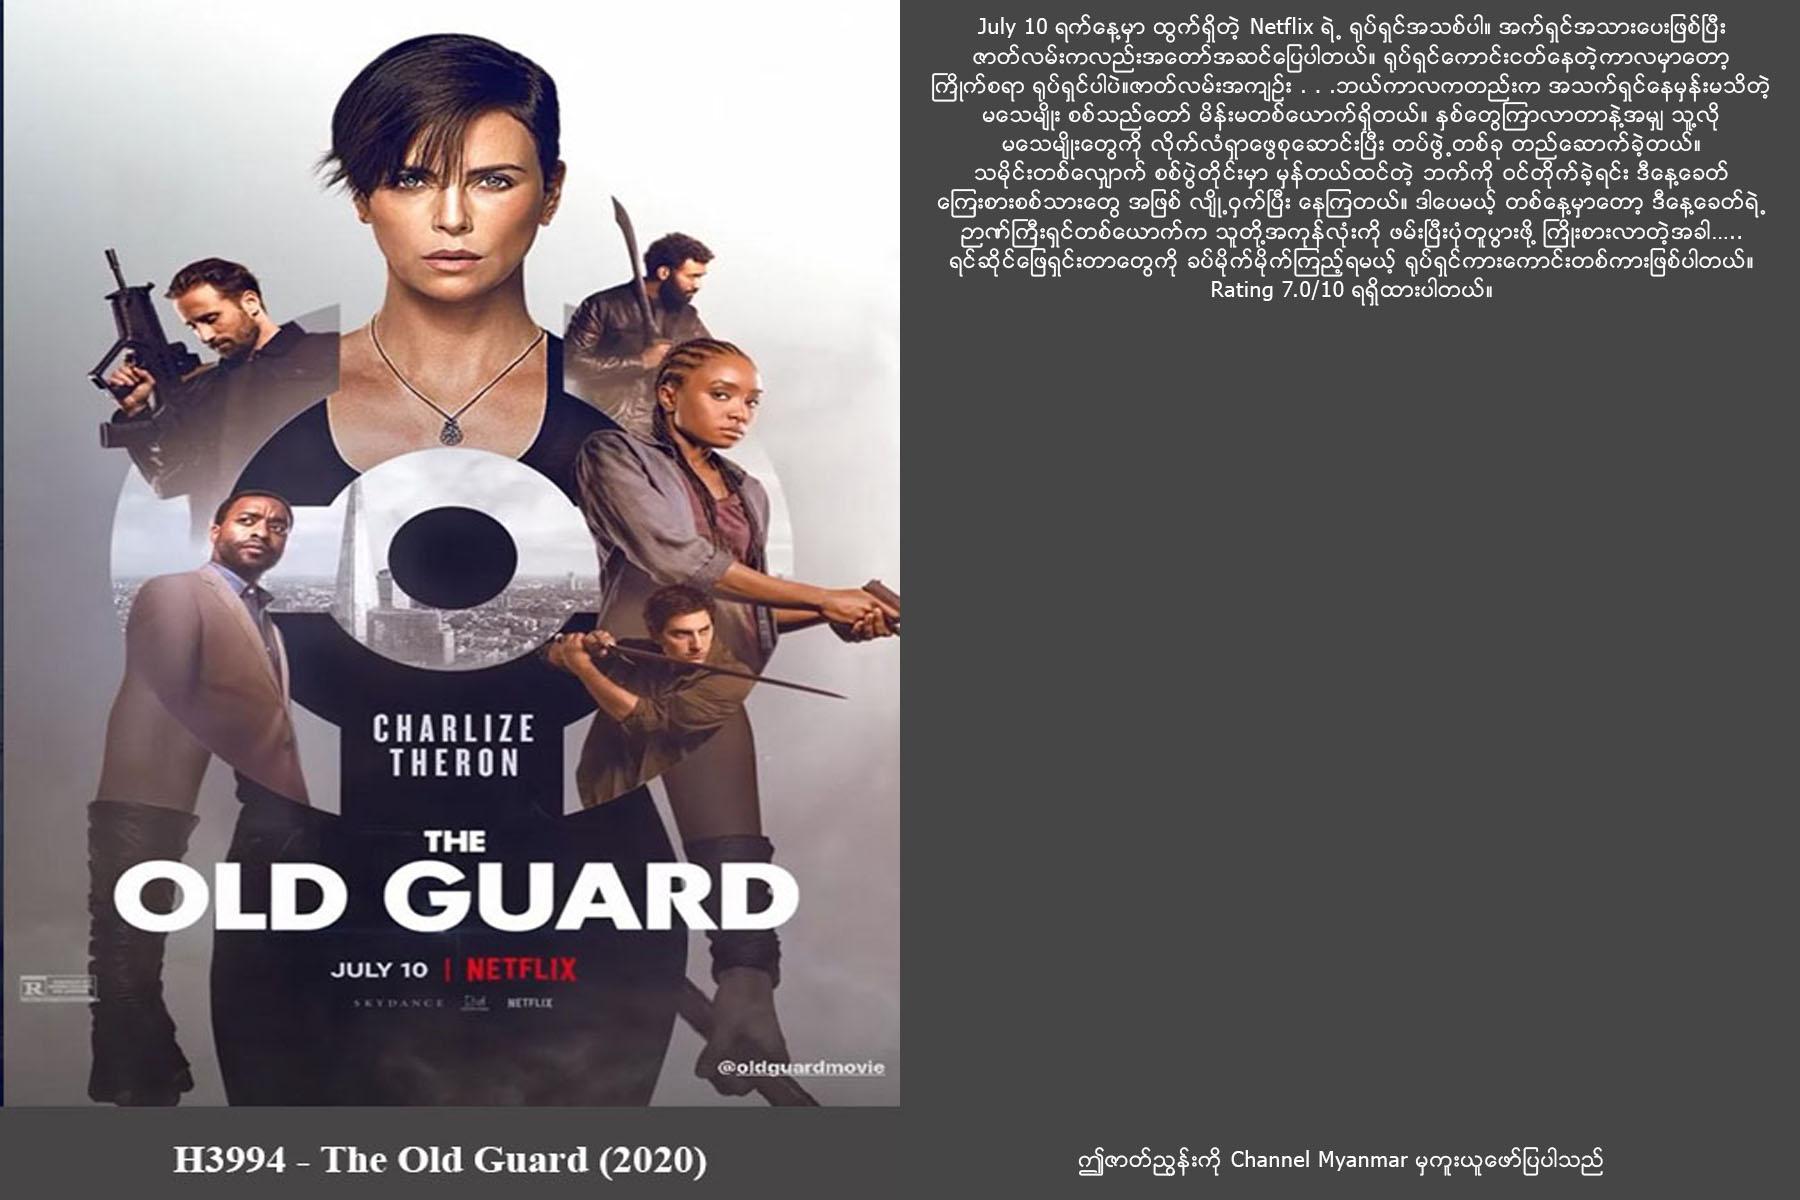 CHARLIZE
THERON
THE
OLD GUARD
JULY 10 | NETFLIX
SKYDANCE NETFLIX
R
@oldguardmovie
H3994 - The Old Guard (2020)
July 10 ရက်နေ့မှာ ထွက်ရှိတဲ့ Netflix ရဲ့ ရုပ်ရှင်အသစ်ပါ။ အက်ရှင်အသားပေးဖြစ်ပြီး
ဇာတ်လမ်းကလည်းအတော်အဆင်ပြေပါတယ်။ ရုပ်ရှင်ကောင်းငတ်နေတဲ့ကာလမှာတော့
ကြိုက်စရာ ရုပ်ရှင်ပါပဲ။ဇာတ်လမ်းအကျဉ်း . . .ဘယ်ကာလကတည်းက အသက်ရှင်နေမှန်းမသိတဲ့
မသေမျိုး စစ်သည်တော် မိန်းမတစ်ယောက်ရှိတယ်။ နှစ်တွေကြာလာတာနဲ့အမျှ သူ့လို
မသေမျိုးတွေကို လိုက်လံရှာဖွေစုဆောင်းပြီး တပ်ဖွဲ့တစ်ခု တည်ဆောက်ခဲ့တယ်။
သမိုင်းတစ်လျှောက် စစ်ပွဲတိုင်းမှာ မှန်တယ်ထင်တဲ့ ဘက်ကို ဝင်တိုက်ခဲ့ရင်း ဒီနေ့ခေတ်
ကြေးစားစစ်သားတွေ အဖြစ် လျှို့ဝှက်ပြီး နေကြတယ်။ ဒါပေမယ့် တစ်နေ့မှာတော့ ဒီနေ့ခေတ်ရဲ့
ဉာဏ်ကြီးရှင်တစ်ယောက်က သူတို့အကုန်လုံးကို ဖမ်းပြီးပုံတူပွားဖို့ ကြိုးစားလာတဲ့အခါ…..
ရင်ဆိုင်ဖြေရှင်းတာတွေကို ခပ်မိုက်မိုက်ကြည့်ရမယ့် ရုပ်ရှင်ကားကောင်းတစ်ကားဖြစ်ပါတယ်။
Rating 7.0/10 ရရှိထားပါတယ်။
ဤဇာတ်ညွှန်းကို Channel Myanmar မှကူးယူဖော်ပြပါသည်